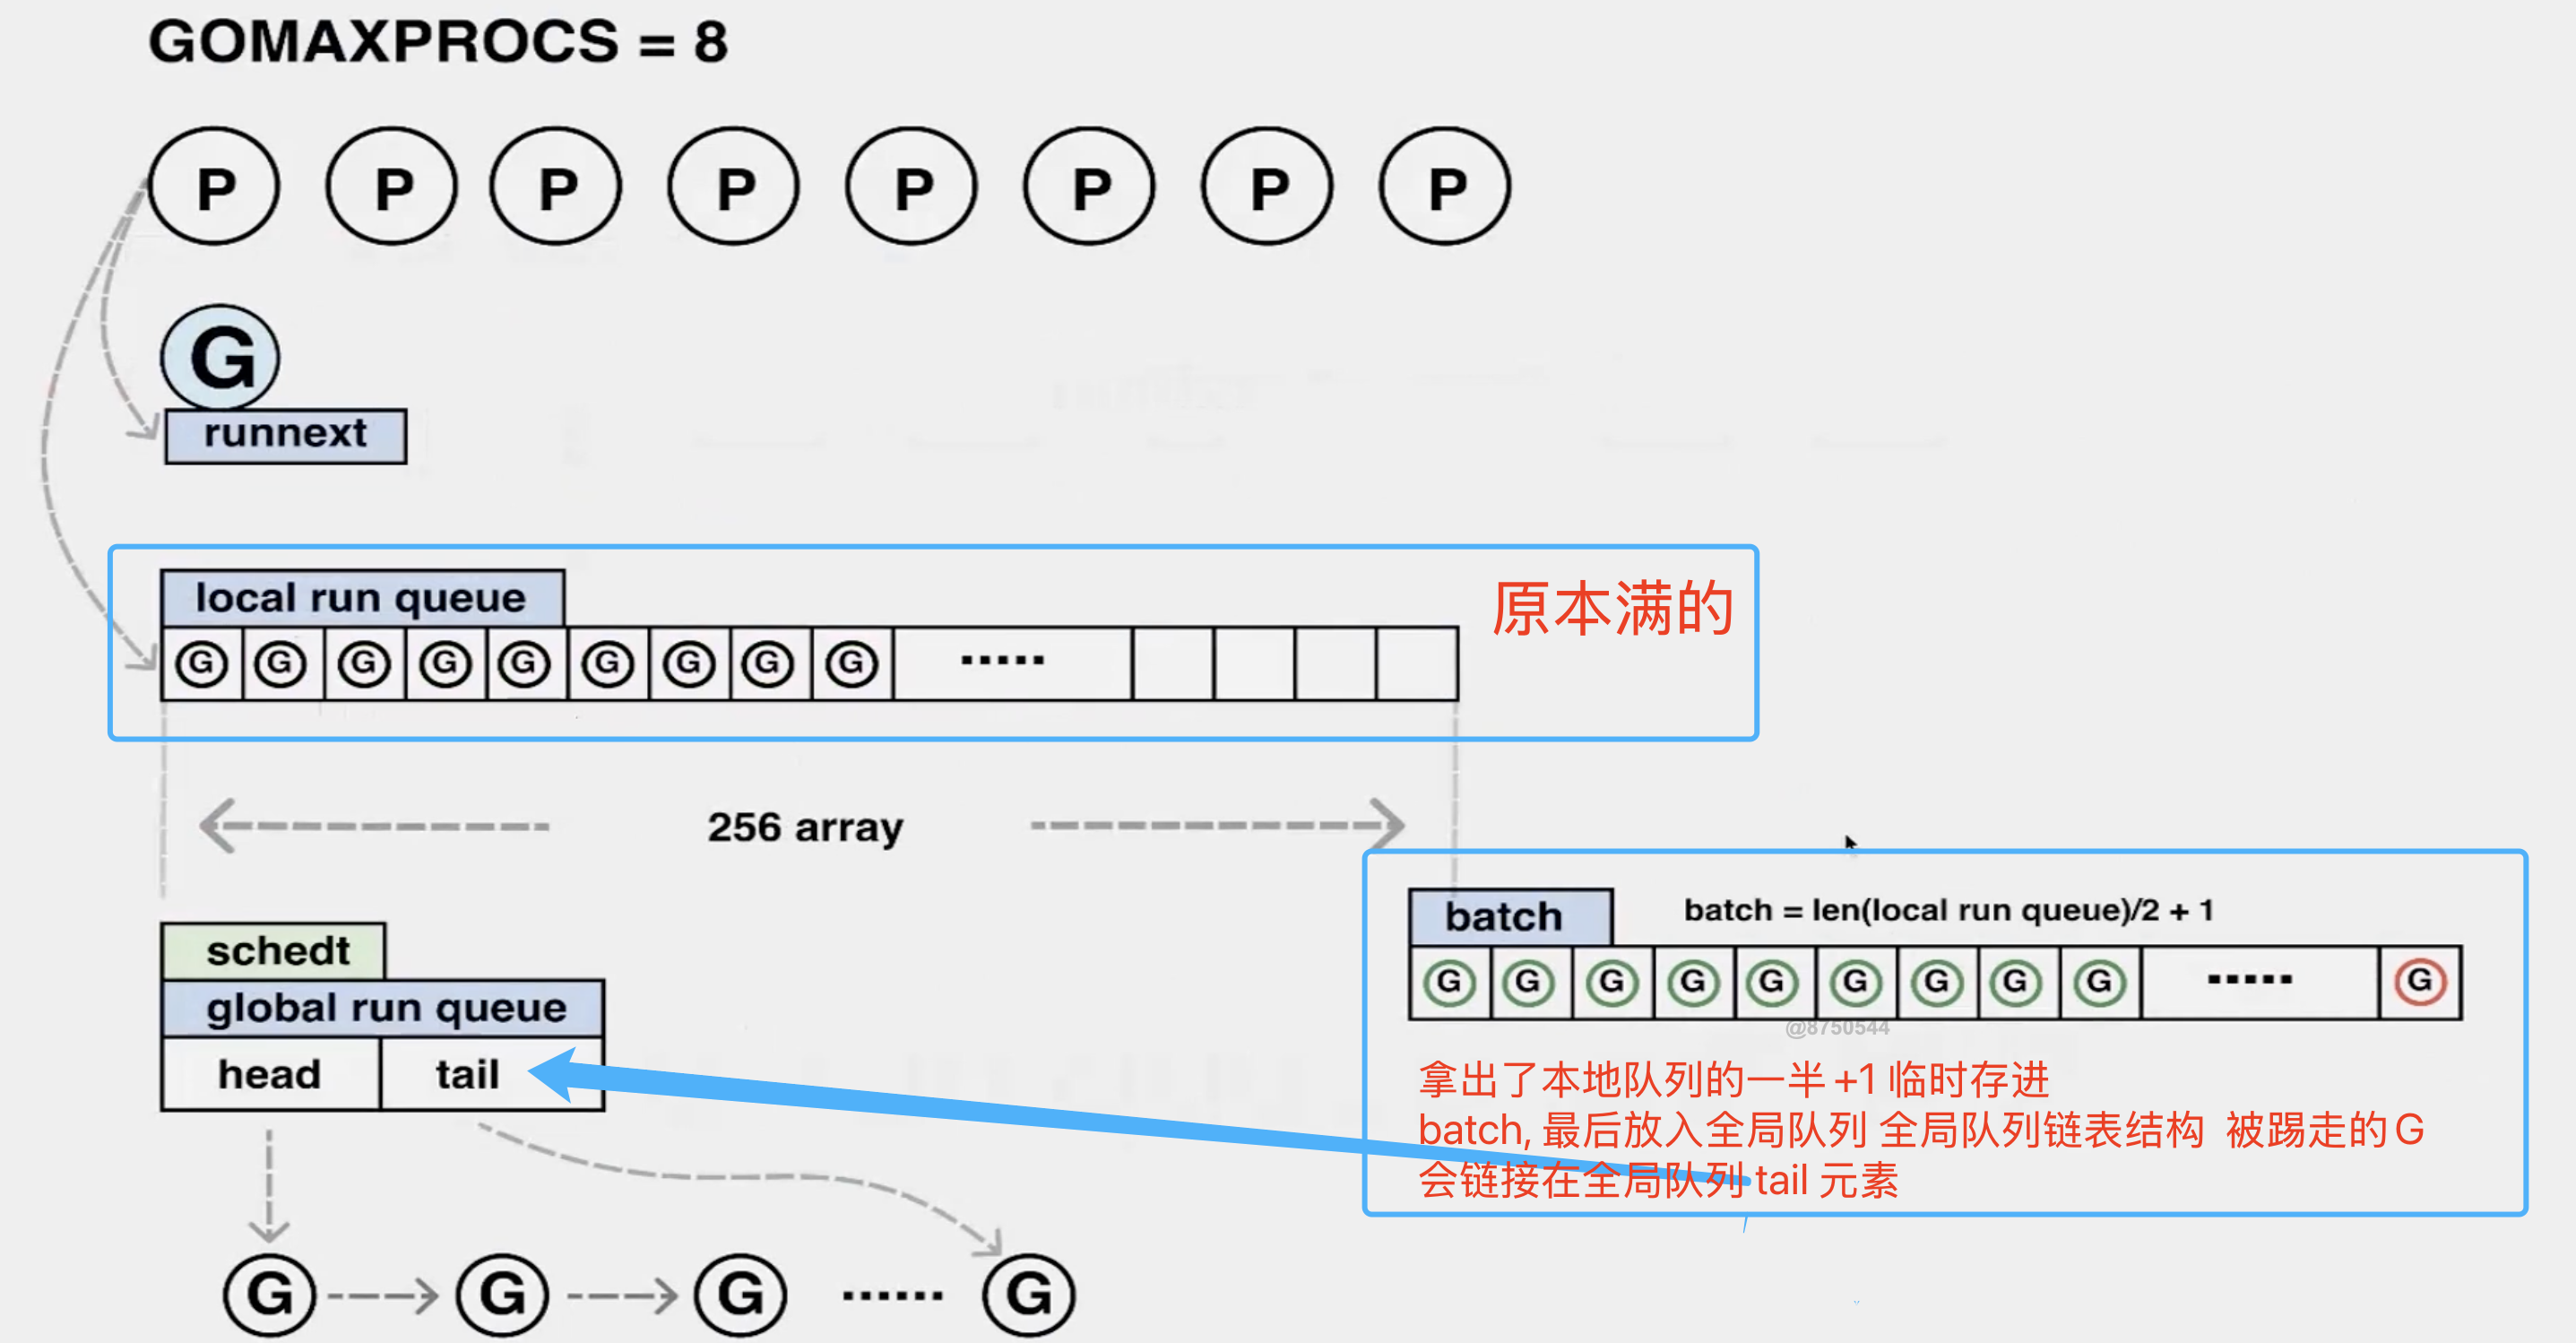 GOMAXPROCS = 8
P P P P P P P P
G
runnext
local run queue
原本满的
G G G G G G G G G .....
256 array
batch
batch = len(local run queue)/2 + 1
G G G G G G G G G ..... G
@8750544
拿出了本地队列的一半 +1 临时存进
batch, 最后放入全局队列 全局队列链表结构 被踢走的 G
会链接在全局队列 tail 元素
schedt
global run queue
head tail
G G G ...... G